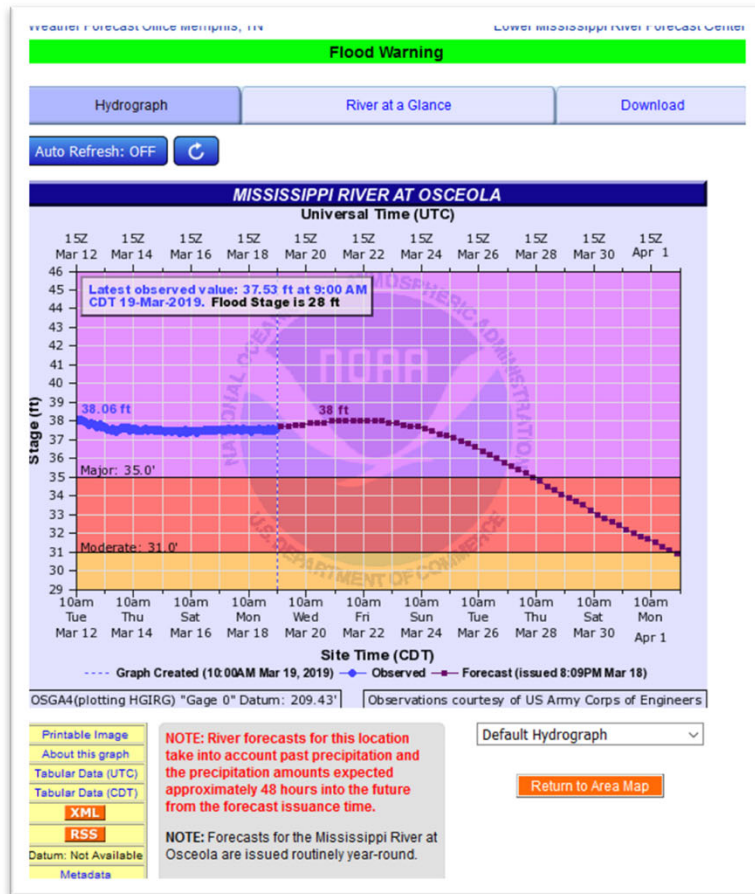 Weather Forecast Office Memphis, TN
Lower Mississippi River Forecast Center
Flood Warning
Hydrograph
River at a Glance
Download
Auto Refresh: OFF
MISSISSIPPI RIVER AT OSCEOLA
Universal Time (UTC)
15Z 15Z 15Z 15Z 15Z 15Z 15Z 15Z 15Z 15Z 15Z
Mar 12 Mar 14 Mar 16 Mar 18 Mar 20 Mar 22 Mar 24 Mar 26 Mar 28 Mar 30 Apr 1
Latest observed value: 37.53 ft at 9:00 AM
CDT 19-Mar-2019. Flood Stage is 28 ft
46
45
44
43
42
41
40
39
38
37
36
35
34
33
32
31
30
29
Stage (ft)
38.06 ft
38 ft
Major: 35.0'
Moderate: 31.0'
NATIONAL OCEANIC AND ATMOSPHERIC ADMINISTRATION
NOAA
U.S. DEPARTMENT OF COMMERCE
10am 10am 10am 10am 10am 10am 10am 10am 10am 10am 10am
Tue Thu Sat Mon Wed Fri Sun Tue Thu Sat Mon
Mar 12 Mar 14 Mar 16 Mar 18 Mar 20 Mar 22 Mar 24 Mar 26 Mar 28 Mar 30 Apr 1
Site Time (CDT)
Graph Created (10:00AM Mar 19, 2019) Observed Forecast (issued 8:09PM Mar 18)
OSGA4(plotting HGIRG) "Gage 0" Datum: 209.43'
Observations courtesy of US Army Corps of Engineers
Printable Image
About this graph
Tabular Data (UTC)
Tabular Data (CDT)
XML
RSS
Datum: Not Available
Metadata
NOTE: River forecasts for this location
take into account past precipitation and
the precipitation amounts expected
approximately 48 hours into the future
from the forecast issuance time.
NOTE: Forecasts for the Mississippi River at
Osceola are issued routinely year-round.
Default Hydrograph
Return to Area Map